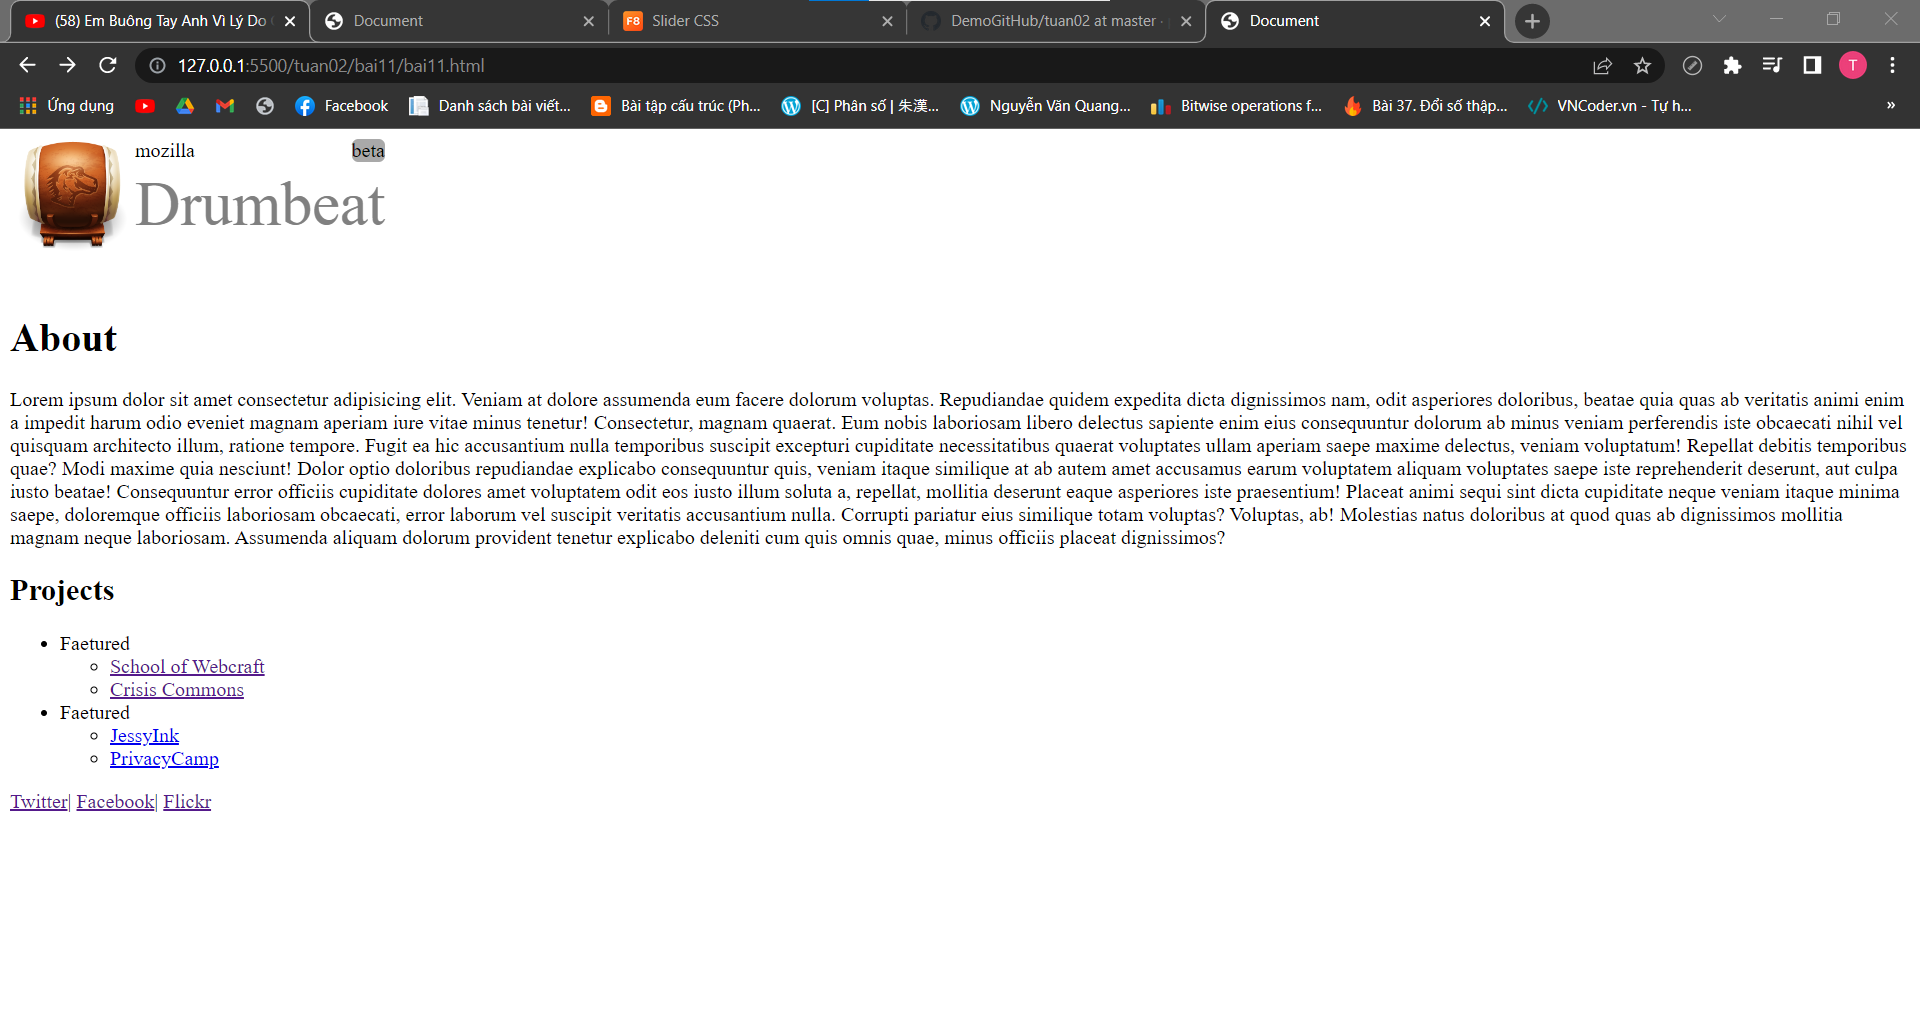 (58) Em Buông Tay Anh Vì Lý Do
Document
Slider CSS
DemoGitHub/tuan02 at master ·
Document
127.0.0.1:5500/tuan02/bai11/bai11.html
T
Ứng dụng
Facebook
Danh sách bài viết...
Bài tập cấu trúc (Ph...
[C] Phân số | 朱漢...
Nguyễn Văn Quang...
Bitwise operations f...
Bài 37. Đổi số thập...
VNCoder.vn - Tự h...
»
mozilla beta
Drumbeat
About
Lorem ipsum dolor sit amet consectetur adipisicing elit. Veniam at dolore assumenda eum facere dolorum voluptas. Repudiandae quidem expedita dicta dignissimos nam, odit asperiores doloribus, beatae quia quas ab veritatis animi enim
a impedit harum odio eveniet magnam aperiam iure vitae minus tenetur! Consectetur, magnam quaerat. Eum nobis laboriosam libero delectus sapiente enim eius consequuntur dolorum ab minus veniam perferendis iste obcaecati nihil vel
quisquam architecto illum, ratione tempore. Fugit ea hic accusantium nulla temporibus suscipit excepturi cupiditate necessitatibus quaerat voluptates ullam aperiam saepe maxime delectus, veniam voluptatum! Repellat debitis temporibus
quae? Modi maxime quia nesciunt! Dolor optio doloribus repudiandae explicabo consequuntur quis, veniam itaque similique at ab autem amet accusamus earum voluptatem aliquam voluptates saepe iste reprehenderit deserunt, aut culpa
iusto beatae! Consequuntur error officiis cupiditate dolores amet voluptatem odit eos iusto illum soluta a, repellat, mollitia deserunt eaque asperiores iste praesentium! Placeat animi sequi sint dicta cupiditate neque veniam itaque minima
saepe, doloremque officiis laboriosam obcaecati, error laborum vel suscipit veritatis accusantium nulla. Corrupti pariatur eius similique totam voluptas? Voluptas, ab! Molestias natus doloribus at quod quas ab dignissimos mollitia
magnam neque laboriosam. Assumenda aliquam dolorum provident tenetur explicabo deleniti cum quis omnis quae, minus officiis placeat dignissimos?
Projects
Faetured
School of Webcraft
Crisis Commons
Faetured
JessyInk
PrivacyCamp
Twitter| Facebook| Flickr